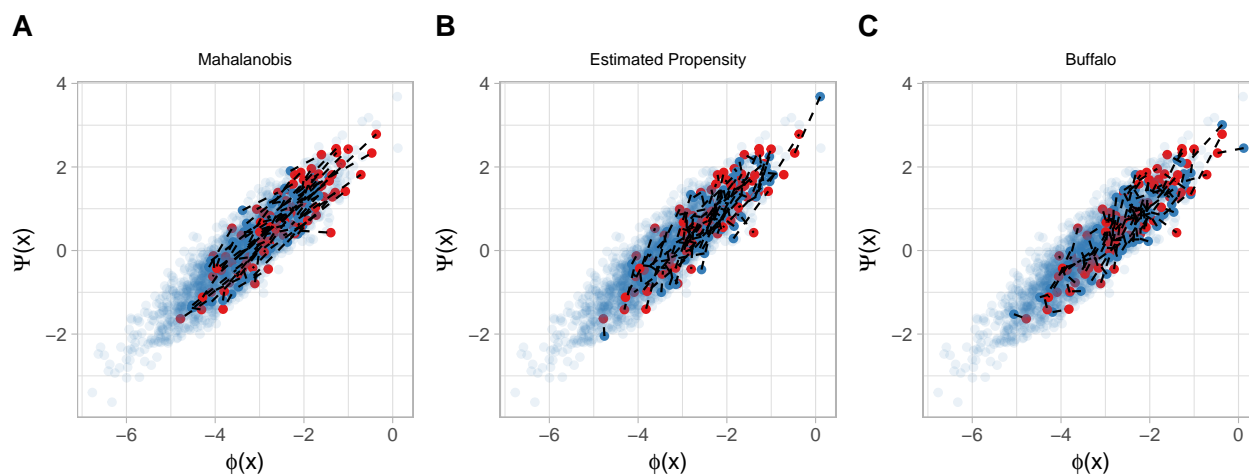 A
Mahalanobis
4
2
0
−2
Ψ(x)
−6
−4
−2
0
ϕ(x)
B
Estimated Propensity
4
2
0
−2
Ψ(x)
−6
−4
−2
0
ϕ(x)
C
Buffalo
4
2
0
−2
Ψ(x)
−6
−4
−2
0
ϕ(x)